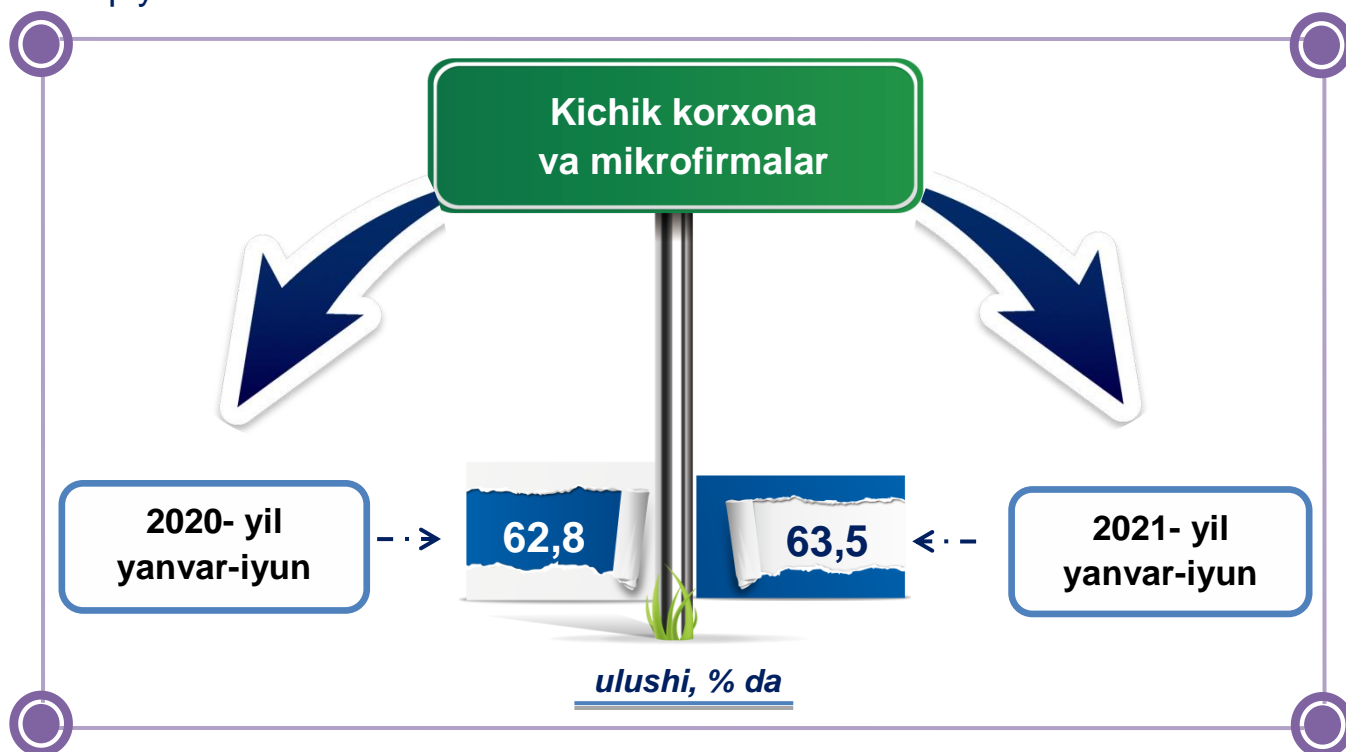 Kichik korxona
va mikrofirmalar
2020- yil
yanvar-iyun
62,8
63,5
2021- yil
yanvar-iyun
ulushi, % da